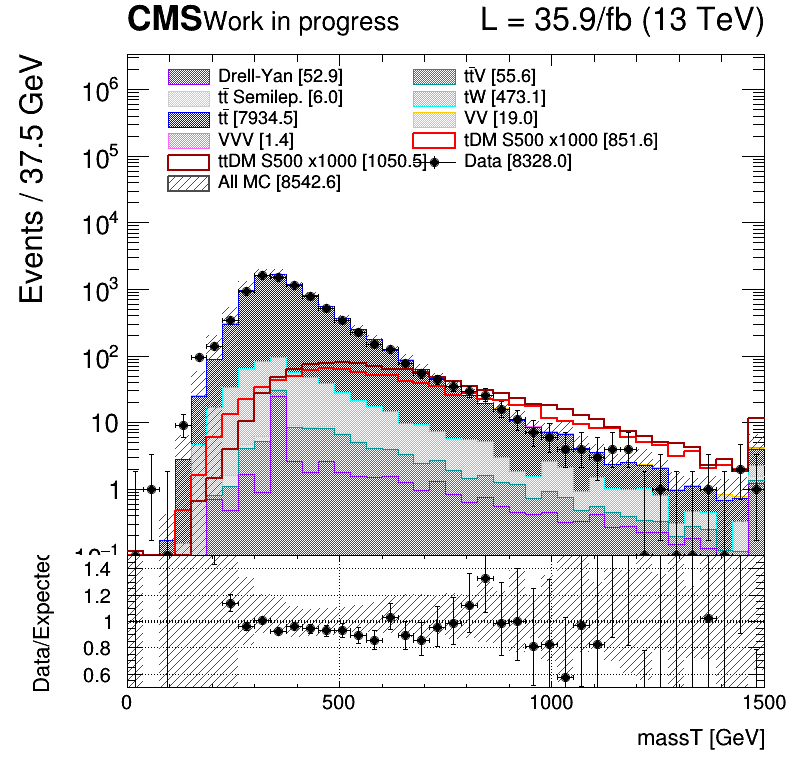 CMS Work in progress L = 35.9/fb (13 TeV)
Events / 37.5 GeV
10⁶
10⁵
10⁴
10³
10²
10
1
10⁻¹
Drell-Yan [52.9]
tt̄ Semilep. [6.0]
tt̄ [7934.5]
VVV [1.4]
ttDM S500 x1000 [1050.5]
All MC [8542.6]
tt̄V [55.6]
tW [473.1]
VV [19.0]
tDM S500 x1000 [851.6]
Data [8328.0]
Data/Expected
1.4
1.2
1
0.8
0.6
0 500 1000 1500
massT [GeV]